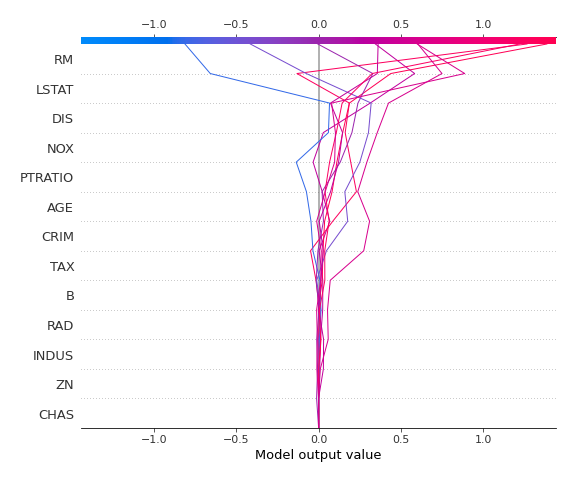 −1.0 −0.5 0.0 0.5 1.0
RM
LSTAT
DIS
NOX
PTRATIO
AGE
CRIM
TAX
B
RAD
INDUS
ZN
CHAS
−1.0 −0.5 0.0 0.5 1.0
Model output value